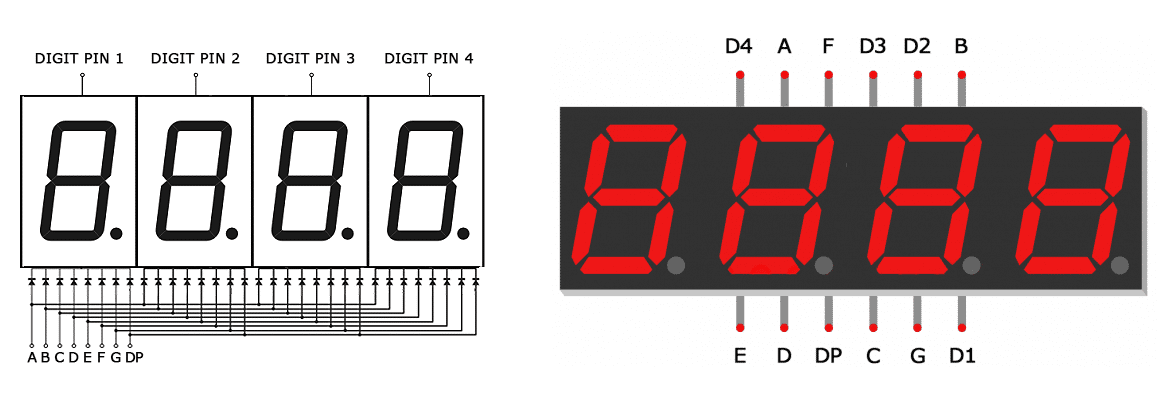 DIGIT PIN 1 DIGIT PIN 2 DIGIT PIN 3 DIGIT PIN 4
A B C D E F G DP
D4 A F D3 D2 B
E D DP C G D1